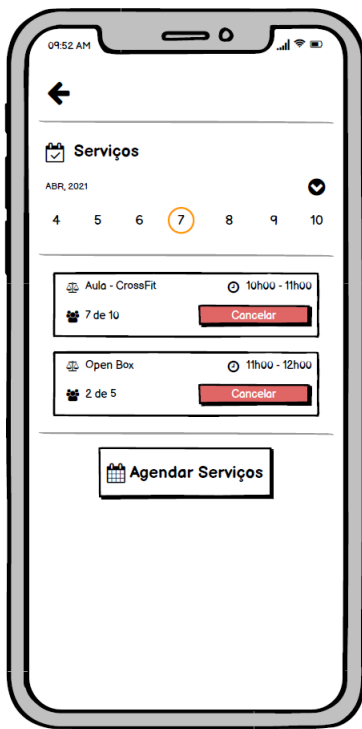 09:52 AM
Serviços
ABR, 2021
4 5 6 7 8 9 10
Aula - CrossFit 10h00 - 11h00
7 de 10 Cancelar
Open Box 11h00 - 12h00
2 de 5 Cancelar
Agendar Serviços